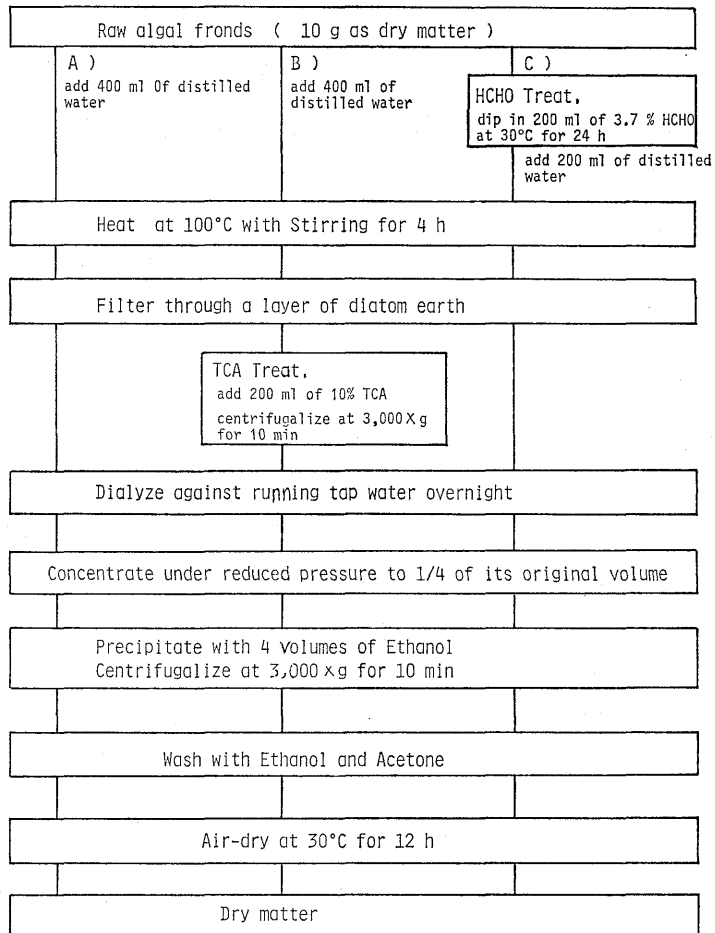 Raw algal fronds ( 10 g as dry matter )
A )
add 400 ml Of distilled
water
B )
add 400 ml of
distilled water
C )
HCHO Treat.
dip in 200 ml of 3.7 % HCHO
at 30°C for 24 h
add 200 ml of distilled
water
Heat at 100°C with Stirring for 4 h
Filter through a layer of diatom earth
TCA Treat.
add 200 ml of 10% TCA
centrifugalize at 3,000 X g
for 10 min
Dialyze against running tap water overnight
Concentrate under reduced pressure to 1/4 of its original volume
Precipitate with 4 volumes of Ethanol
Centrifugalize at 3,000 ×g for 10 min
Wash with Ethanol and Acetone
Air-dry at 30°C for 12 h
Dry matter